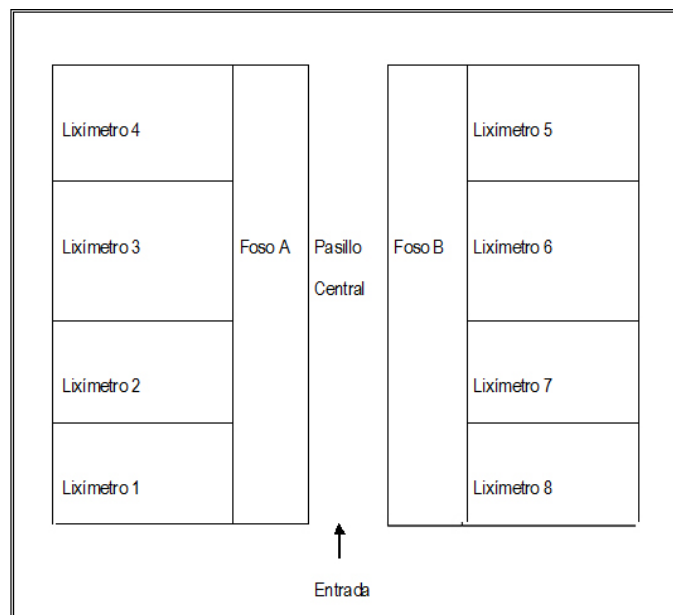 Lixímetro 4
Lixímetro 5
Lixímetro 3
Foso A
Pasillo
Central
Foso B
Lixímetro 6
Lixímetro 2
Lixímetro 7
Lixímetro 1
Lixímetro 8
Entrada